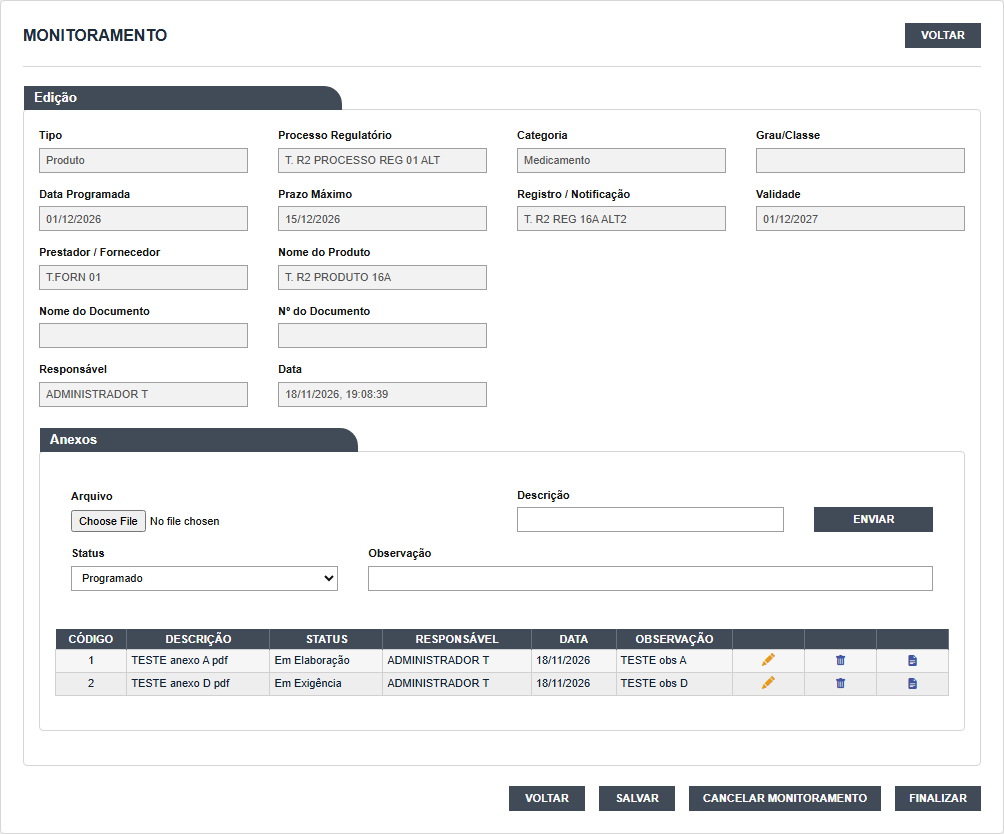 MONITORAMENTO VOLTAR
Edição
Tipo Processo Regulatório Categoria Grau/Classe
Produto T. R2 PROCESSO REG 01 ALT Medicamento
Data Programada Prazo Máximo Registro / Notificação Validade
01/12/2026 15/12/2026 T. R2 REG 16A ALT2 01/12/2027
Prestador / Fornecedor Nome do Produto
T.FORN 01 T. R2 PRODUTO 16A
Nome do Documento Nº do Documento
Responsável Data
ADMINISTRADOR T 18/11/2026, 19:08:39
Anexos
Arquivo Descrição
Choose File No file chosen ENVIAR
Status Observação
Programado
CÓDIGO DESCRIÇÃO STATUS RESPONSÁVEL DATA OBSERVAÇÃO
1 TESTE anexo A pdf Em Elaboração ADMINISTRADOR T 18/11/2026 TESTE obs A
2 TESTE anexo D pdf Em Exigência ADMINISTRADOR T 18/11/2026 TESTE obs D
VOLTAR SALVAR CANCELAR MONITORAMENTO FINALIZAR